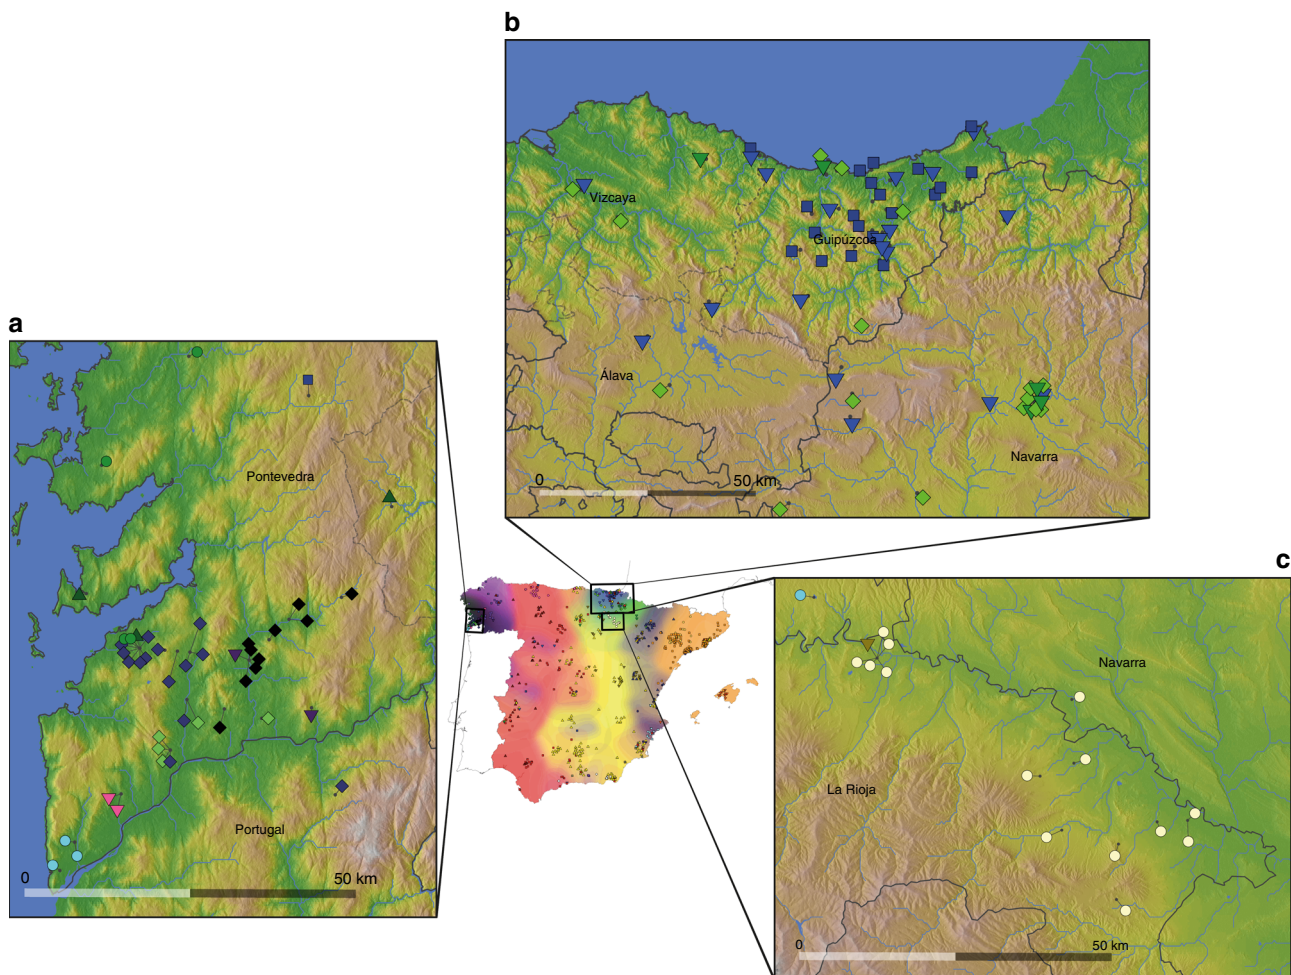 b
Vizcaya
Guipúzcoa
Álava
Navarra
0
50 km
a
Pontevedra
Portugal
0
50 km
c
Navarra
La Rioja
0
50 km